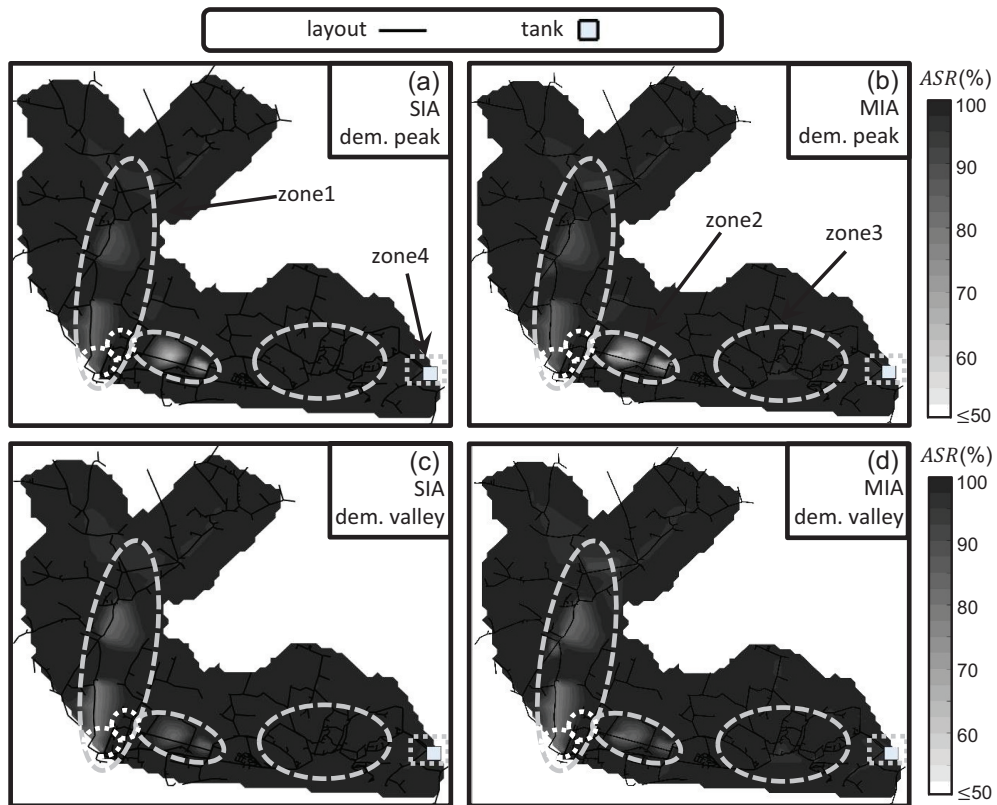 layout tank
(a)
SIA
dem. peak
zone1
zone4
(b)
MIA
dem. peak
zone2
zone3
ASR(%)
100
90
80
70
60
≤50
(c)
SIA
dem. valley
(d)
MIA
dem. valley
ASR(%)
100
90
80
70
60
≤50